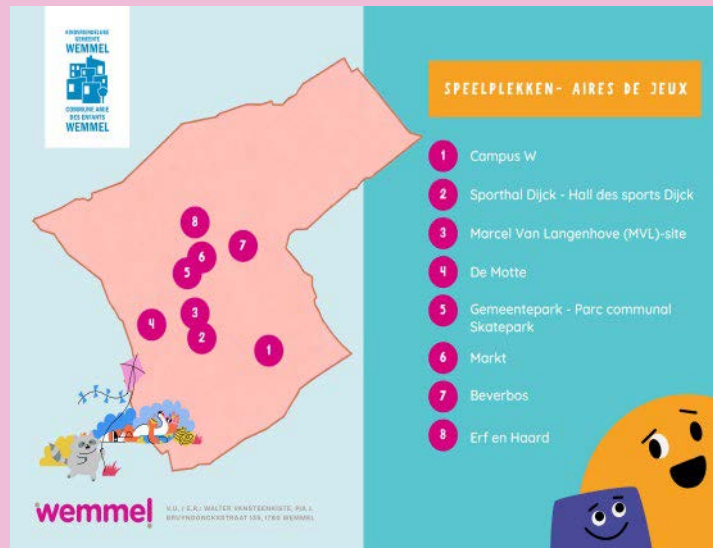 KINDVRIENDELIJKE
GEMEENTE
WEMMEL
COMMUNE AMIE
DES ENFANTS
WEMMEL
8
7
6
5
3
4
2
1
wemmel
V.U. / E.R.: WALTER VANSTEENKISTE, P/A J.
BRUYNDONCKXSTRAAT 139, 1780 WEMMEL
SPEELPLEKKEN- AIRES DE JEUX
1 Campus W
2 Sporthal Dijck - Hall des sports Dijck
3 Marcel Van Langenhove (MVL)-site
4 De Motte
5 Gemeentepark - Parc communal
Skatepark
6 Markt
7 Beverbos
8 Erf en Haard